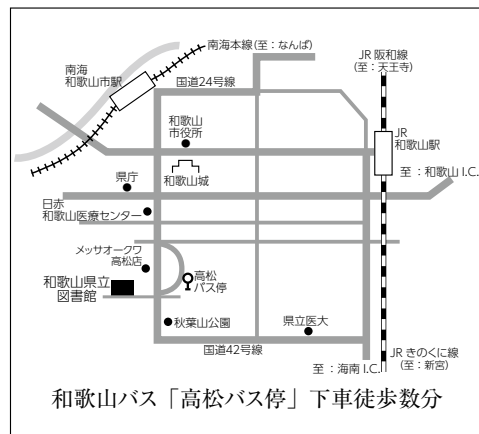 南海本線(至:なんば)
JR 阪和線
(至:天王寺)
南海
和歌山市駅
国道24号線
和歌山
市役所
JR
和歌山駅
和歌山城
至:和歌山 I.C.
県庁
日赤
和歌山医療センター
メッサオークワ
高松店
高松
バス停
和歌山県立
図書館
秋葉山公園
県立医大
国道42号線
JR きのくに線
(至:新宮)
至:海南 I.C.
和歌山バス「高松バス停」下車徒歩数分